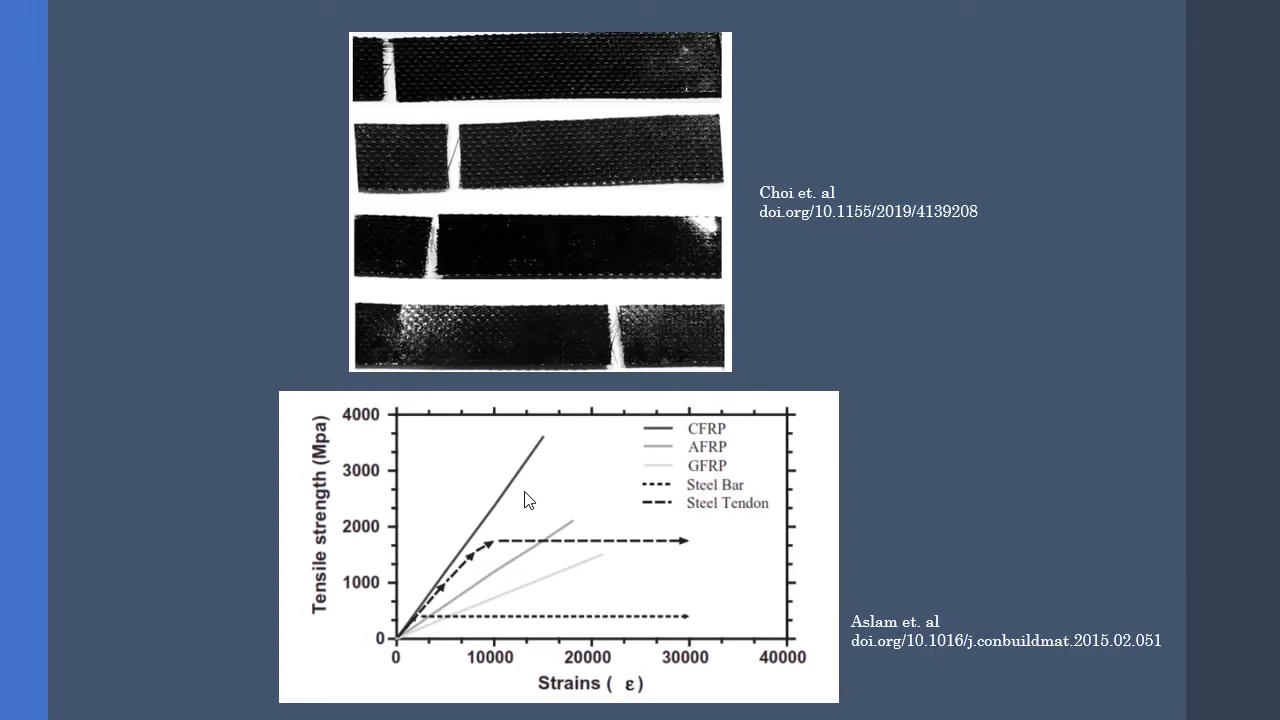 Choi et. al
doi.org/10.1155/2019/4139208
4000
3000
2000
1000
0
Tensile strength (Mpa)
CFRP
AFRP
GFRP
Steel Bar
Steel Tendon
0
10000
20000
30000
40000
Strains ( ε)
Aslam et. al
doi.org/10.1016/j.conbuildmat.2015.02.051